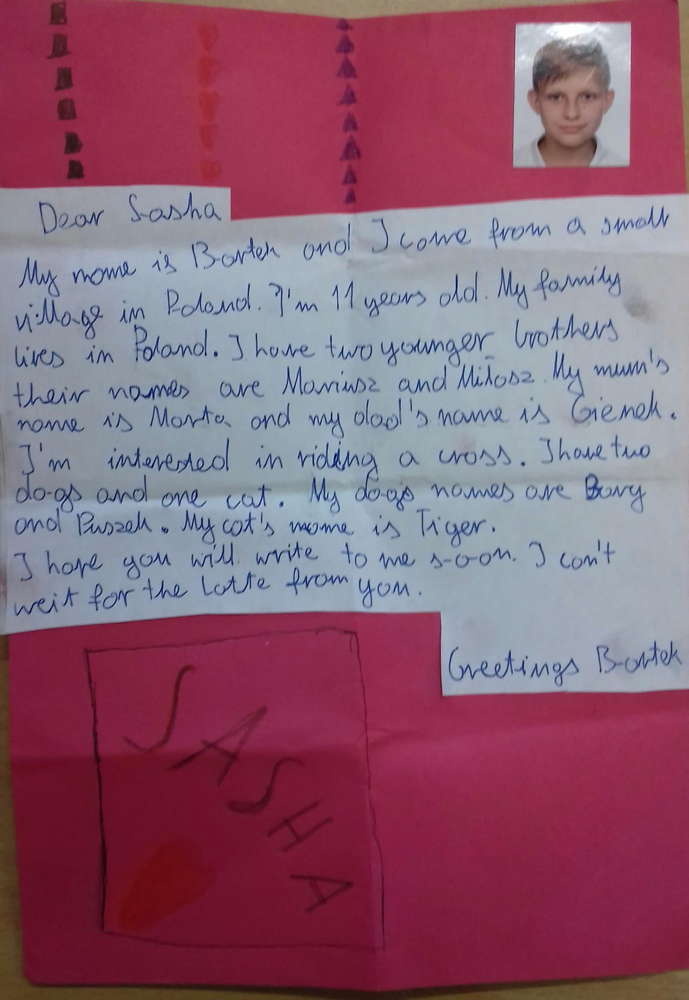 Dear Sasha
My name is Bartek and I come from a small
village in Poland. I'm 11 years old. My family
lives in Poland. I have two younger brothers
their names are Mariusz and Miłosz. My mum's
name is Marta and my dad's name is Gienek.
I'm interested in riding a cross. I have two
dogs and one cat. My dogs names are Bary
and Puszek. My cat's name is Tiger.
I hope you will write to me soon. I can't
weit for the latte from you.
Greetings Bartek
SASHA